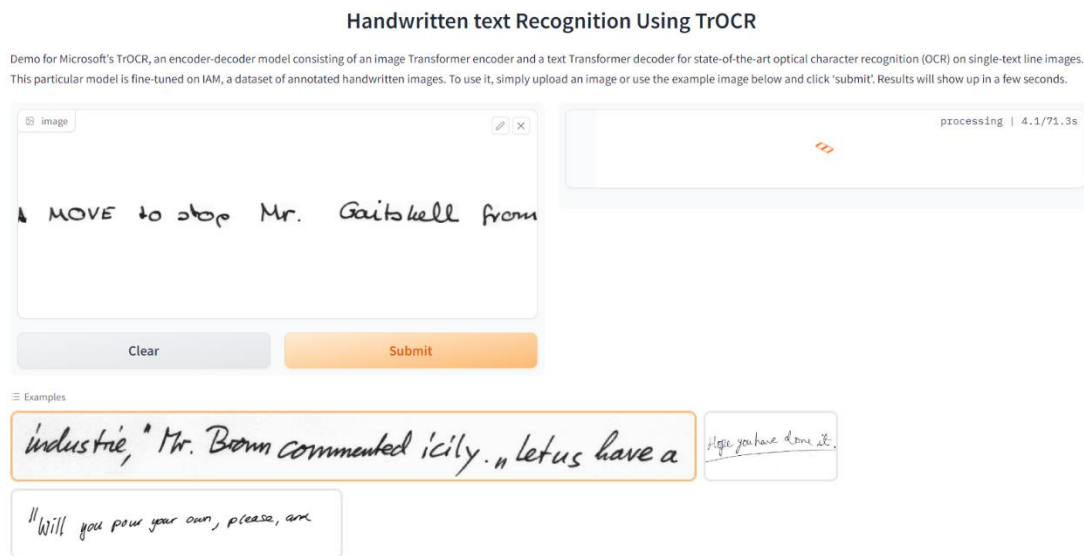 Handwritten text Recognition Using TrOCR
Demo for Microsoft's TrOCR, an encoder-decoder model consisting of an image Transformer encoder and a text Transformer decoder for state-of-the-art optical character recognition (OCR) on single-text line images.
This particular model is fine-tuned on IAM, a dataset of annotated handwritten images. To use it, simply upload an image or use the example image below and click 'submit'. Results will show up in a few seconds.
image
processing | 4.1/71.3s
MOVE to stop Mr. Gaitskell from
Clear
Submit
Examples
industrie," Mr. Brown commented icily. „Let us have a
Hope you have done it.
"Will you pour your own, please, and